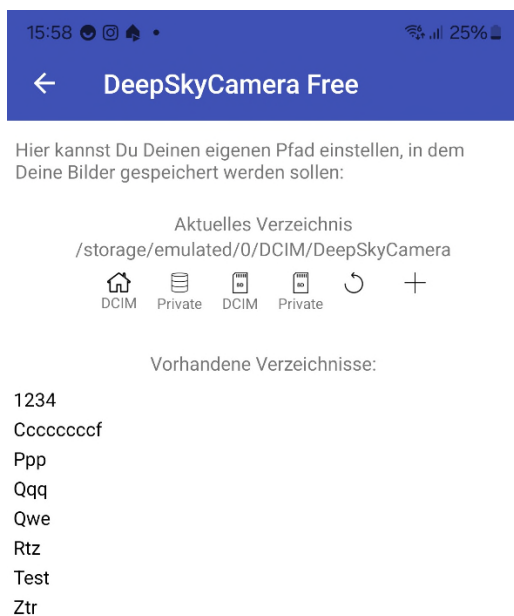 15:58 25%
DeepSkyCamera Free
Hier kannst Du Deinen eigenen Pfad einstellen, in dem
Deine Bilder gespeichert werden sollen:
Aktuelles Verzeichnis
/storage/emulated/0/DCIM/DeepSkyCamera
DCIM Private DCIM Private
Vorhandene Verzeichnisse:
1234
Ccccccccf
Ppp
Qqq
Qwe
Rtz
Test
Ztr